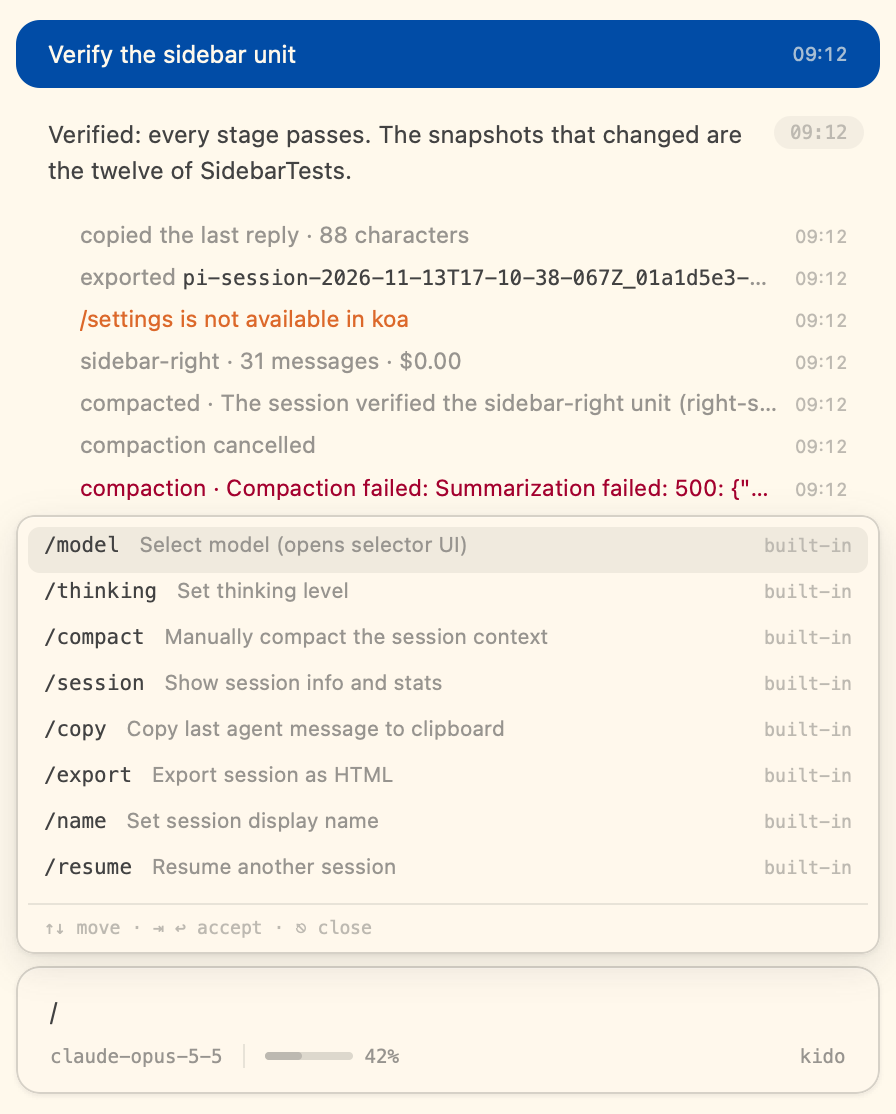 Verify the sidebar unit 09:12
Verified: every stage passes. The snapshots that changed are 09:12
the twelve of SidebarTests.
copied the last reply · 88 characters 09:12
exported pi-session-2026-11-13T17-10-38-067Z_01a1d5e3-… 09:12
/settings is not available in koa 09:12
sidebar-right · 31 messages · $0.00 09:12
compacted · The session verified the sidebar-right unit (right-s… 09:12
compaction cancelled 09:12
compaction · Compaction failed: Summarization failed: 500: {"… 09:12
/model Select model (opens selector UI) built-in
/thinking Set thinking level built-in
/compact Manually compact the session context built-in
/session Show session info and stats built-in
/copy Copy last agent message to clipboard built-in
/export Export session as HTML built-in
/name Set session display name built-in
/resume Resume another session built-in
↑↓ move · ⇥ ↩ accept · ⎋ close
/
claude-opus-5-5 42% kido